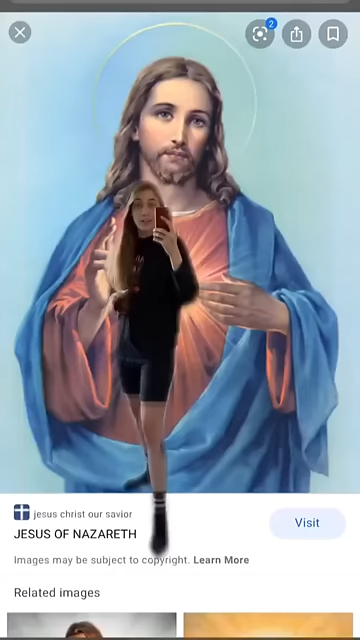 2
jesus christ our savior
JESUS OF NAZARETH
Visit
Images may be subject to copyright. Learn More
Related images